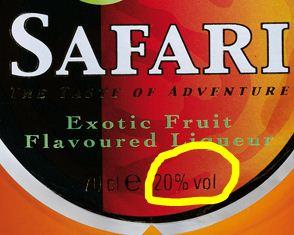 SAFARI
THE TASTE OF ADVENTURE
Exotic Fruit
Flavoured Liqueur
70 cl e 20% vol